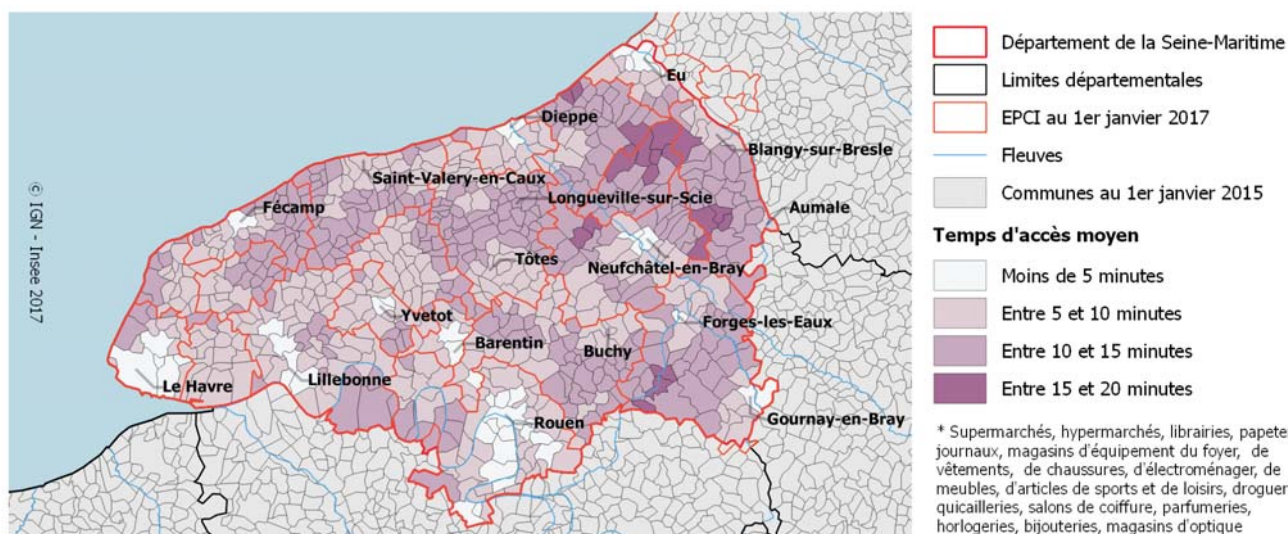 © IGN - Insee 2017
Eu
Dieppe
Blangy-sur-Bresle
Saint-Valery-en-Caux
Longueville-sur-Scie
Fécamp
Aumale
Tôtes
Neufchâtel-en-Bray
Yvetot
Forges-les-Eaux
Barentin
Buchy
Le Havre
Lillebonne
Rouen
Gournay-en-Bray
Département de la Seine-Maritime
Limites départementales
EPCI au 1er janvier 2017
Fleuves
Communes au 1er janvier 2015
Temps d'accès moyen
Moins de 5 minutes
Entre 5 et 10 minutes
Entre 10 et 15 minutes
Entre 15 et 20 minutes
* Supermarchés, hypermarchés, librairies, papete
journaux, magasins d'équipement du foyer, de
vêtements, de chaussures, d'électroménager, de
meubles, d'articles de sports et de loisirs, droguer
quicailleries, salons de coiffure, parfumeries,
horlogeries, bijouteries, magasins d'optique